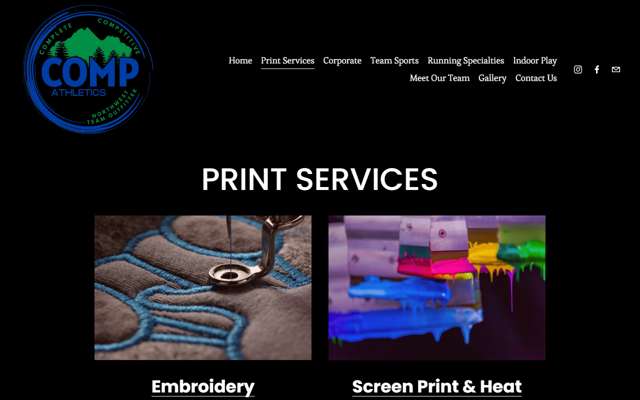 COMPLETE COMPETITIVE
COMP
ATHLETICS
NORTHWEST
TEAM OUTFITTER
Home Print Services Corporate Team Sports Running Specialties Indoor Play
Meet Our Team Gallery Contact Us
PRINT SERVICES
Embroidery
Screen Print & Heat